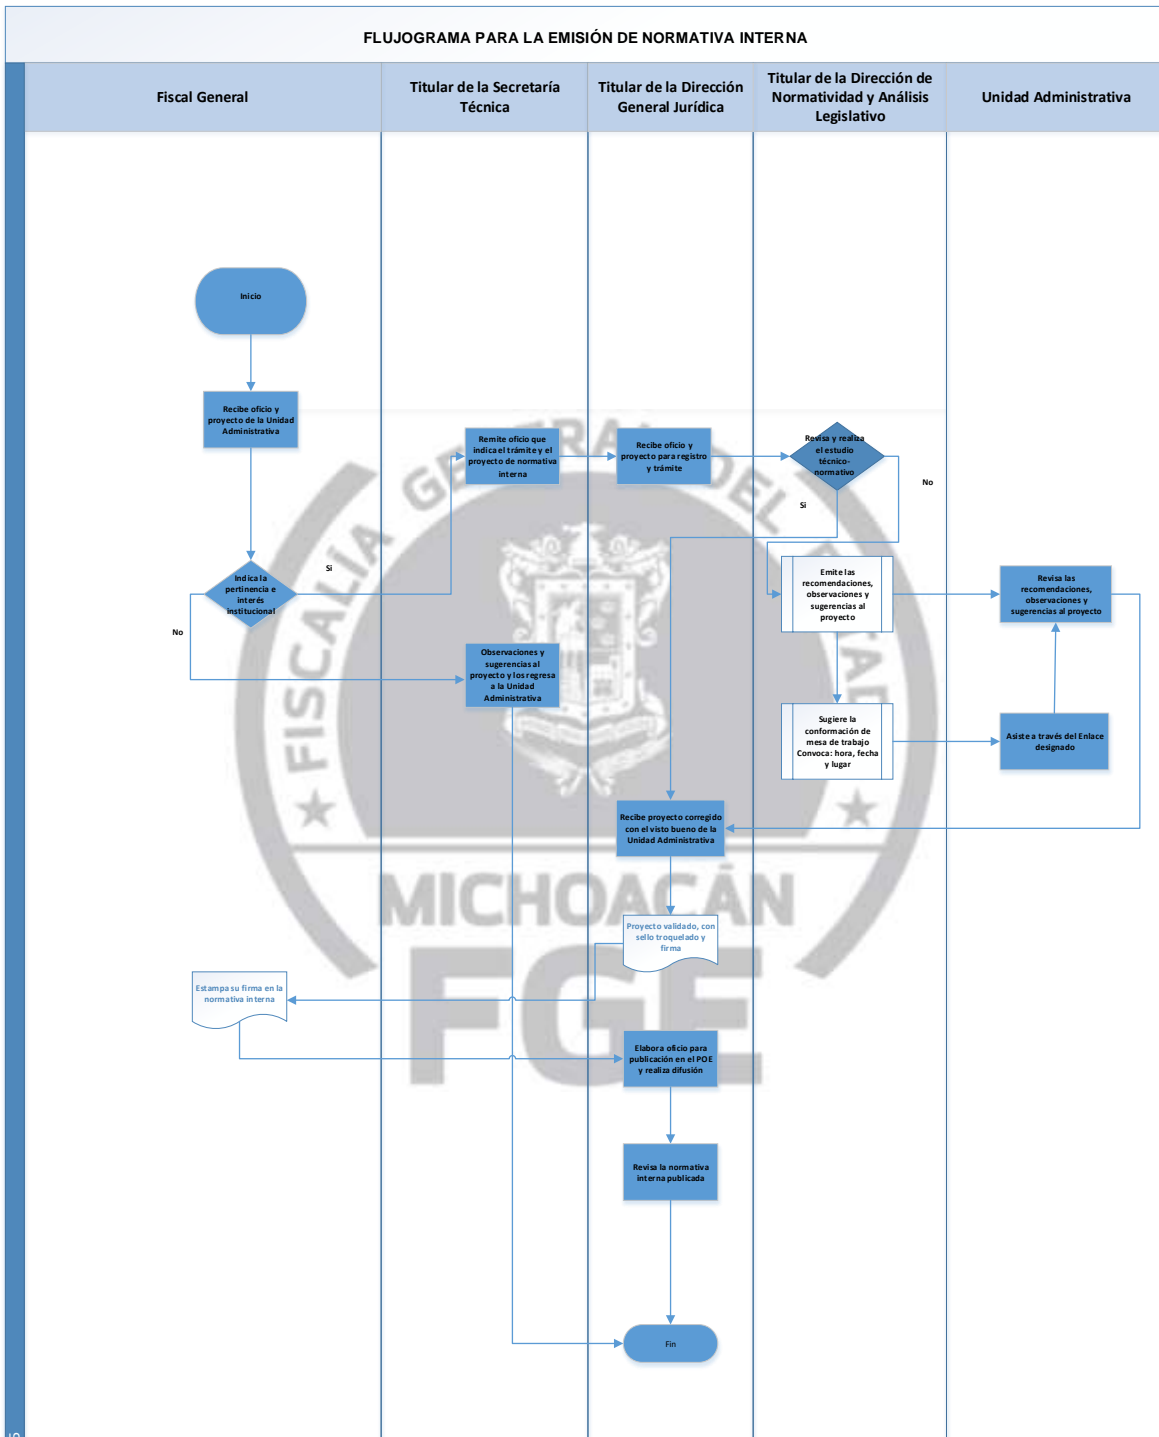 FLUJOGRAMA PARA LA EMISIÓN DE NORMATIVA INTERNA
Fiscal General
Titular de la Secretaría
Técnica
Titular de la Dirección
General Jurídica
Titular de la Dirección de
Normatividad y Análisis
Legislativo
Unidad Administrativa
Inicio
Recibe oficio y
proyecto de la Unidad
Administrativa
Remite oficio que
indica el trámite y el
proyecto de normativa
interna
Recibe oficio y
proyecto para registro
y trámite
Revisa y realiza
el estudio
técnico-
normativo
No
Si
Indica la
pertinencia e
interés
institucional
Si
No
Emite las
recomendaciones,
observaciones y
sugerencias al
proyecto
Revisa las
recomendaciones,
observaciones y
sugerencias al proyecto
Observaciones y
sugerencias al
proyecto y los regresa
a la Unidad
Administrativa
Sugiere la
conformación de
mesa de trabajo
Convoca: hora, fecha
y lugar
Asiste a través del Enlace
designado
Recibe proyecto corregido
con el visto bueno de la
Unidad Administrativa
Proyecto validado, con
sello troquelado y
firma
Estampa su firma en la
normativa interna
Elabora oficio para
publicación en el POE
y realiza difusión
Revisa la normativa
interna publicada
Fin
FISCALÍA GENERAL DEL ESTADO
MICHOACÁN
FGE